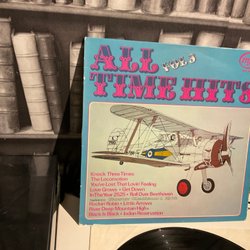 ALL
VOL 5
TIME HITS
Knock Three Times
The Locomotion
You've Lost That Lovin' Feeling
Love Grows • Get Down
In The Year 2525 • Roll Over Beethoven
Rockin Robin • Little Arrows
River Deep Mountain High
Black Is Black • Indian Reservation